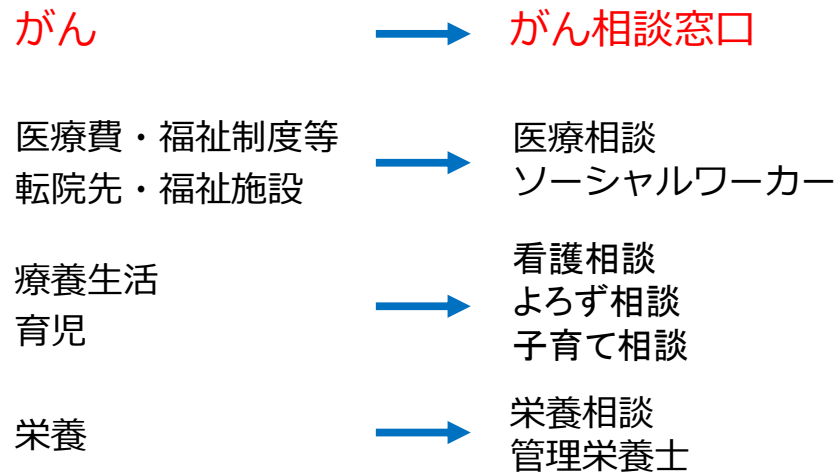 がん
がん相談窓口
医療費・福祉制度等
転院先・福祉施設
医療相談
ソーシャルワーカー
療養生活
育児
看護相談
よろず相談
子育て相談
栄養
栄養相談
管理栄養士